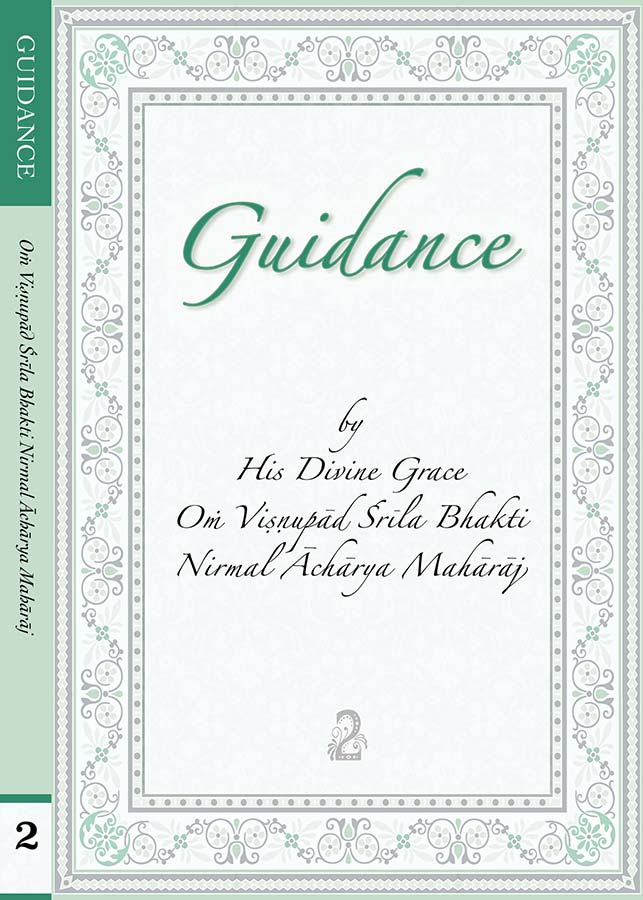 GUIDANCE
Oṁ Viṣṇupād Śrīla Bhakti Nirmal Āchārya Mahārāj
2
Guidance
by
His Divine Grace
Oṁ Viṣṇupād Śrīla Bhakti
Nirmal Āchārya Mahārāj
2